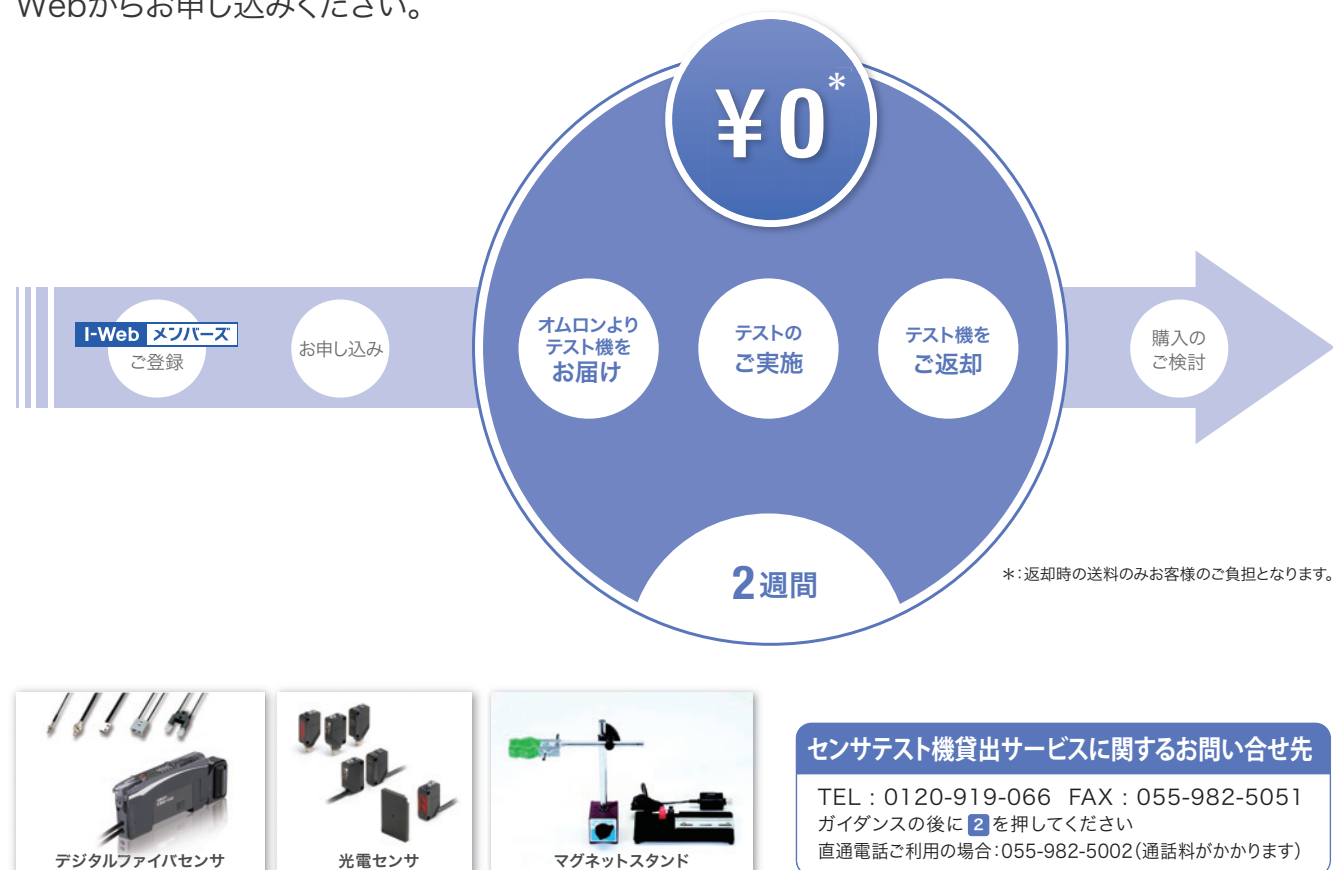 Webからお申し込みください。
¥0*
I-Web メンバーズ
ご登録
お申し込み
オムロンより
テスト機を
お届け
テストの
ご実施
テスト機を
ご返却
購入の
ご検討
2週間
*:返却時の送料のみお客様のご負担となります。
デジタルファイバセンサ
光電センサ
マグネットスタンド
センサテスト機貸出サービスに関するお問い合せ先
TEL:0120-919-066 FAX:055-982-5051
ガイダンスの後に2を押してください
直通電話ご利用の場合:055-982-5002(通話料がかかります)